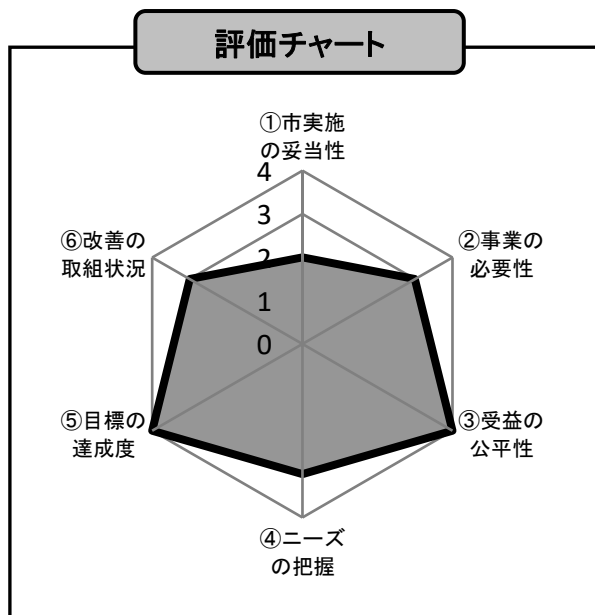 評価チャート
①市実施
の妥当性
4
3
2
1
0
②事業の
必要性
③受益の
公平性
④ニーズ
の把握
⑤目標の
達成度
⑥改善の
取組状況